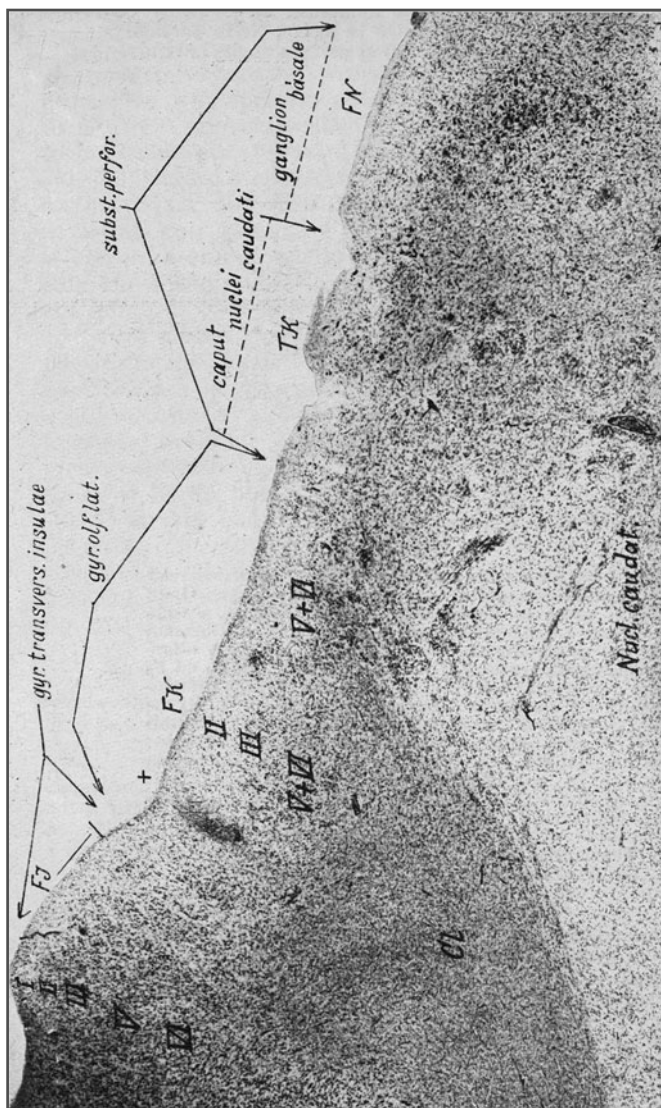 subst. perfor.
ganglion basale
FN
caput nuclei caudati
TK
gyr. transvers. insulae
gyr. olf. lat.
FK
+
FJ
I
II
III
V
VI
II
III
V+VI
V+VI
Cl
Nucl. caudat.